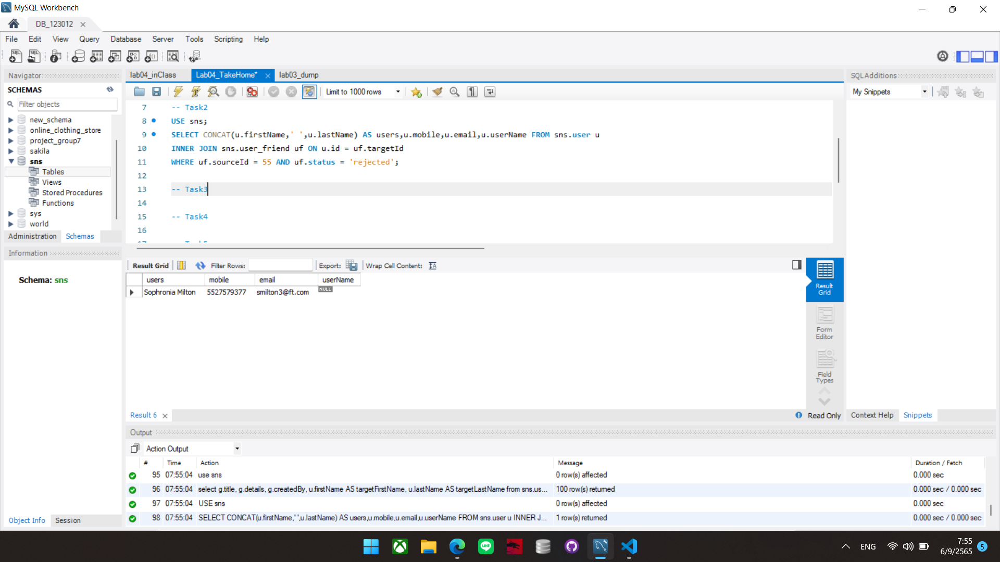 MySQL Workbench
DB_123012
File Edit View Query Database Server Tools Scripting Help
Navigator
SCHEMAS
Filter objects
new_schema
online_clothing_store
project_group7
sakila
sns
Tables
Views
Stored Procedures
Functions
sys
world
Administration Schemas
Information
Schema: sns
Object Info Session
lab04_inClass Lab04_TakeHome* lab03_dump
Limit to 1000 rows
7 -- Task2
8 USE sns;
9 SELECT CONCAT(u.firstName,' ',u.lastName) AS users,u.mobile,u.email,u.userName FROM sns.user u
10 INNER JOIN sns.user_friend uf ON u.id = uf.targetId
11 WHERE uf.sourceId = 55 AND uf.status = 'rejected';
12
13 -- Task3
14
15 -- Task4
16
Result Grid Filter Rows: Export: Wrap Cell Content:
users mobile email userName
Sophronia Milton 5527579377 smilton3@ft.com NULL
Result Grid
Form Editor
Field Types
Result 6
Read Only
SQLAdditions
My Snippets
Context Help Snippets
Output
Action Output
# Time Action Message Duration / Fetch
95 07:55:04 use sns 0 row(s) affected 0.000 sec
96 07:55:04 select g.title, g.details, g.createdBy, u.firstName AS targetFirstName, u.lastName AS targetLastName from sns.us... 100 row(s) returned 0.000 sec / 0.000 sec
97 07:55:04 USE sns 0 row(s) affected 0.000 sec
98 07:55:04 SELECT CONCAT(u.firstName,' ',u.lastName) AS users,u.mobile,u.email,u.userName FROM sns.user u INNER J... 1 row(s) returned 0.000 sec / 0.000 sec
LINE
ENG
7:55
6/9/2565
5